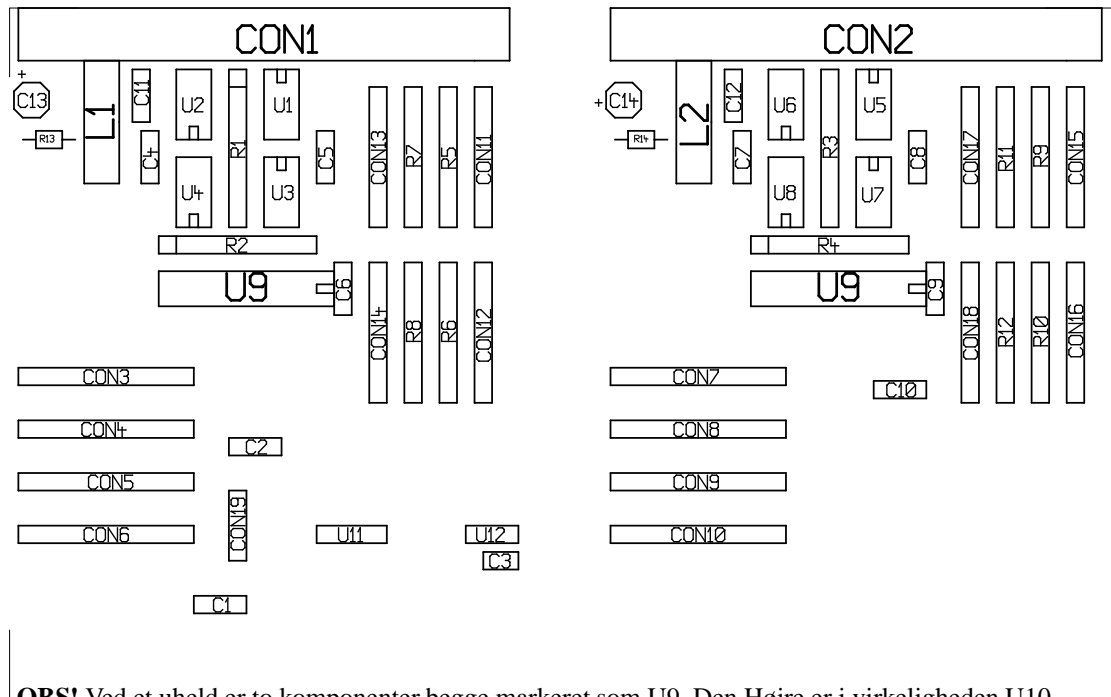 CON1
CON2
+
C13
L1
C11
U2
R1
U1
+
C14
L2
C12
U6
R3
U5
R13
C4
C5
CON13
R7
R5
CON11
R14
C7
C8
CON17
R11
R9
CON15
U4
U3
U8
U7
R2
R4
U9
C6
U9
C9
CON14
R8
R6
CON12
CON18
R12
R10
CON16
CON3
CON7
C10
CON4
C2
CON8
CON5
CON9
CON19
CON6
U11
U12
CON10
C3
C1
OBS! Ved et uheld er to komponenter begge markeret som U9. Den Højre er i virkeligheden U10